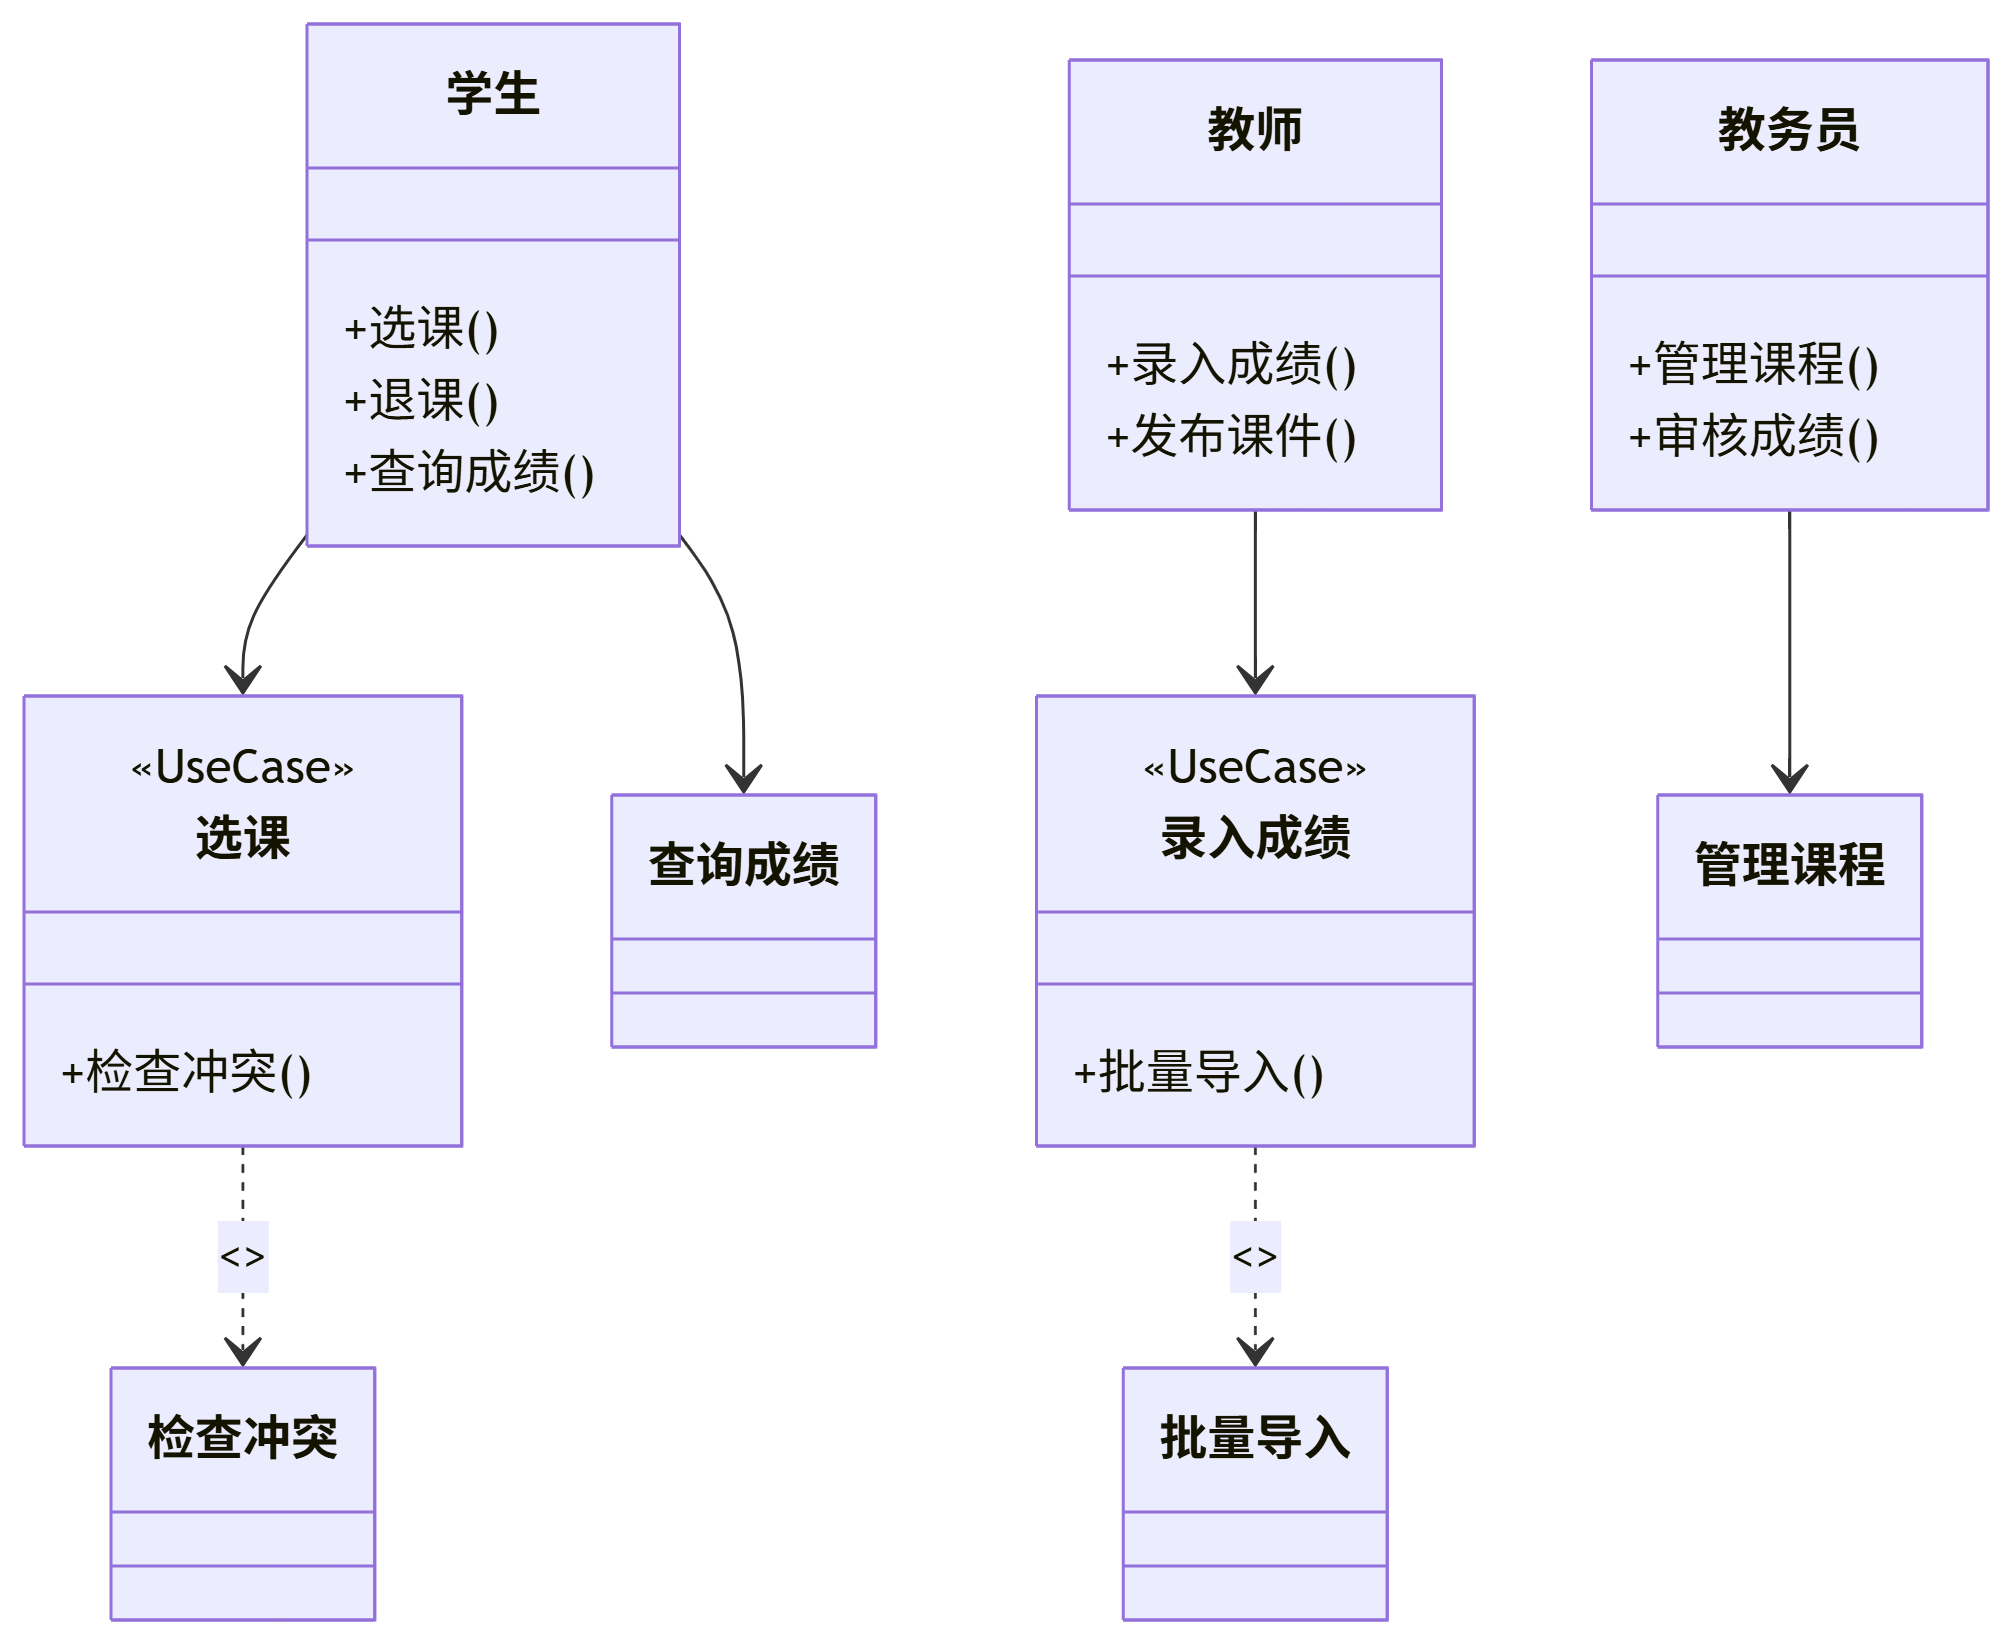 学生
+选课()
+退课()
+查询成绩()
教师
+录入成绩()
+发布课件()
教务员
+管理课程()
+审核成绩()
«UseCase»
选课
+检查冲突()
查询成绩
«UseCase»
录入成绩
+批量导入()
管理课程
<>
<>
检查冲突
批量导入